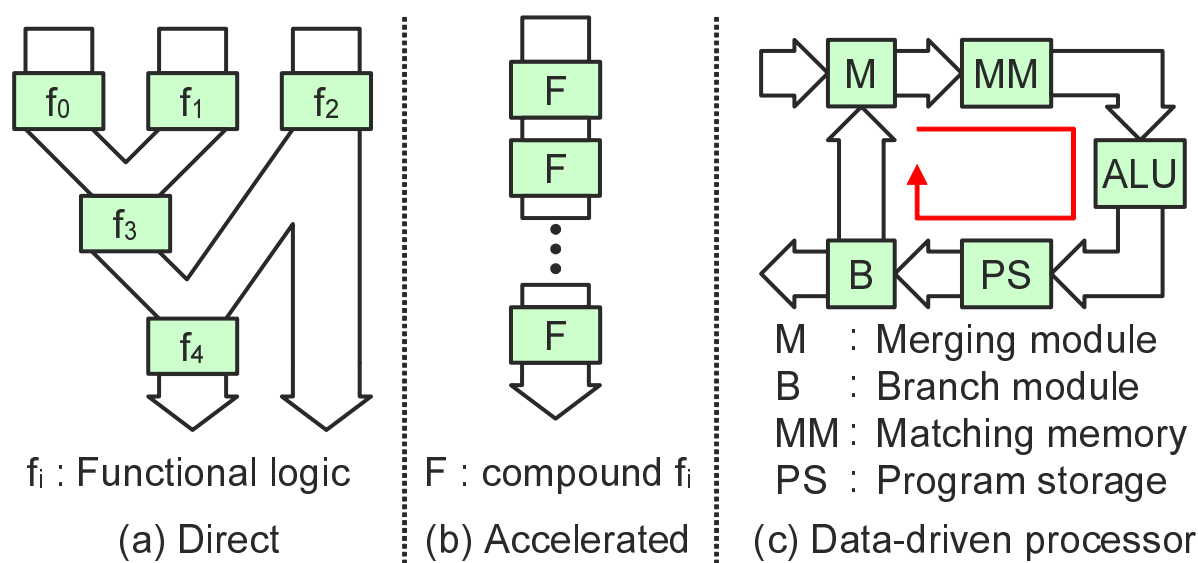 f₀
f₁
f₂
f₃
f₄
fᵢ : Functional logic
(a) Direct
F
F
F
F : compound fᵢ
(b) Accelerated
M
MM
ALU
B
PS
M : Merging module
B : Branch module
MM : Matching memory
PS : Program storage
(c) Data-driven processor